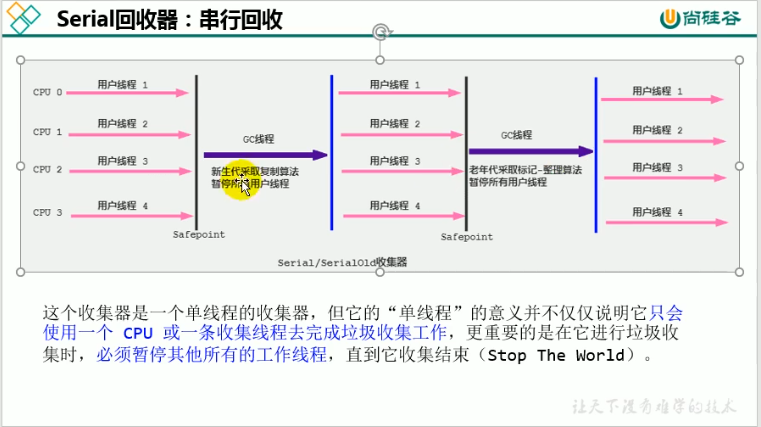 Serial回收器：串行回收
尚硅谷
CPU 0
用户线程 1
用户线程 1
用户线程 1
CPU 1
用户线程 2
用户线程 2
用户线程 2
GC线程
GC线程
CPU 2
用户线程 3
用户线程 3
用户线程 3
新生代采取复制算法
暂停所 用户线程
老年代采取标记-整理算法
暂停所有用户线程
CPU 3
用户线程 4
用户线程 4
用户线程 4
Safepoint
Safepoint
Serial/SerialOld收集器
这个收集器是一个单线程的收集器，但它的“单线程”的意义并不仅仅说明它只会
使用一个 CPU 或一条收集线程去完成垃圾收集工作，更重要的是在它进行垃圾收
集时，必须暂停其他所有的工作线程，直到它收集结束（Stop The World）。
让天下没有难学的技术